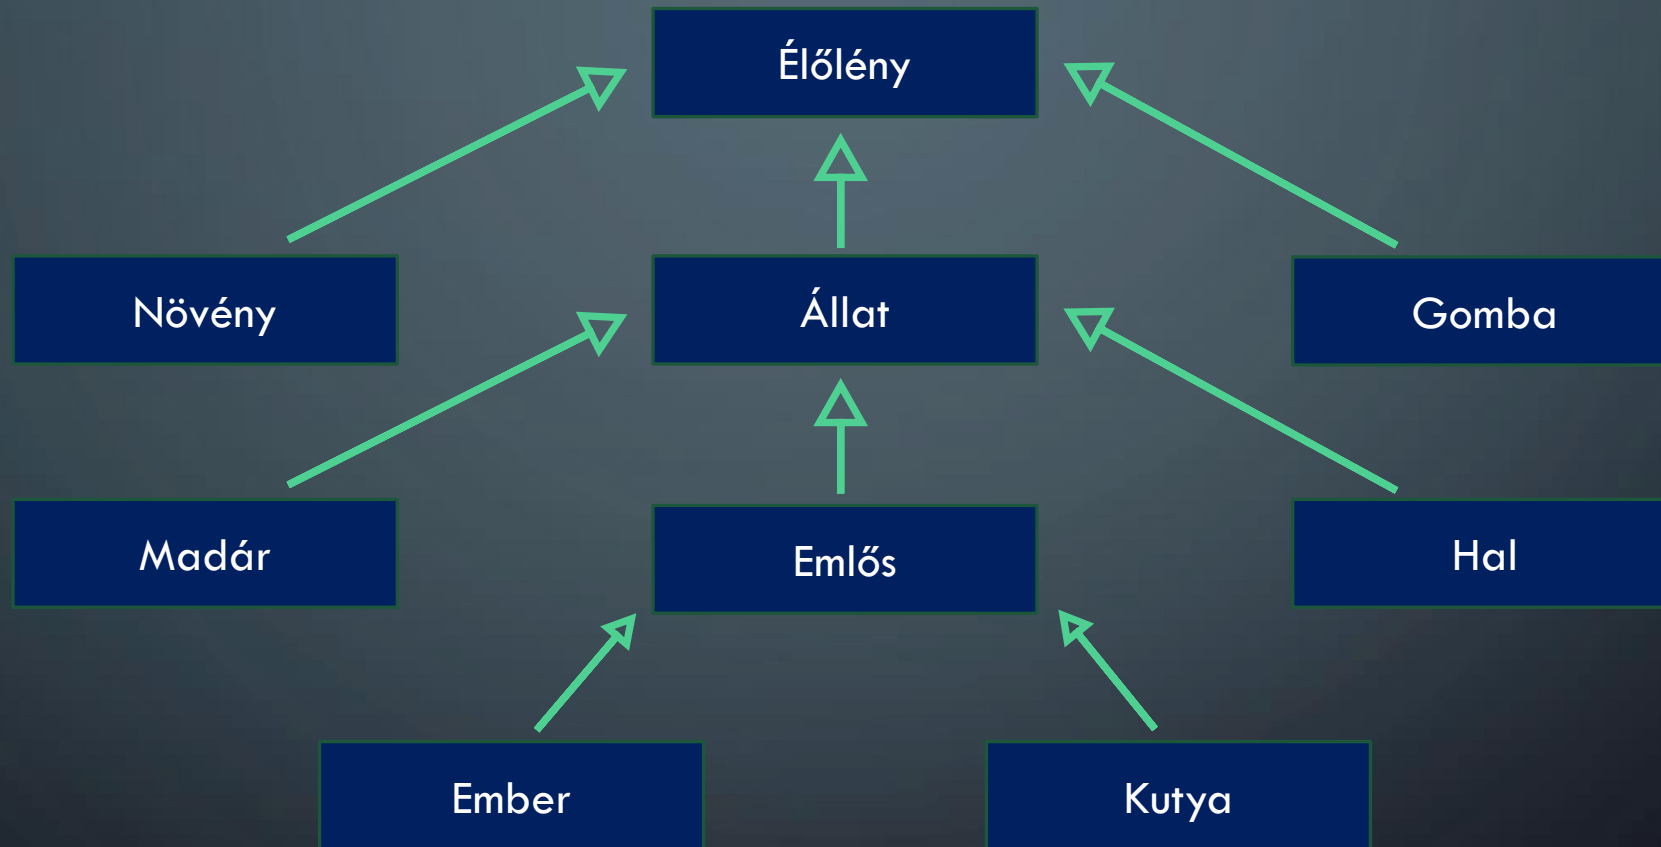 Élőlény
Növény
Állat
Gomba
Madár
Emlős
Hal
Ember
Kutya